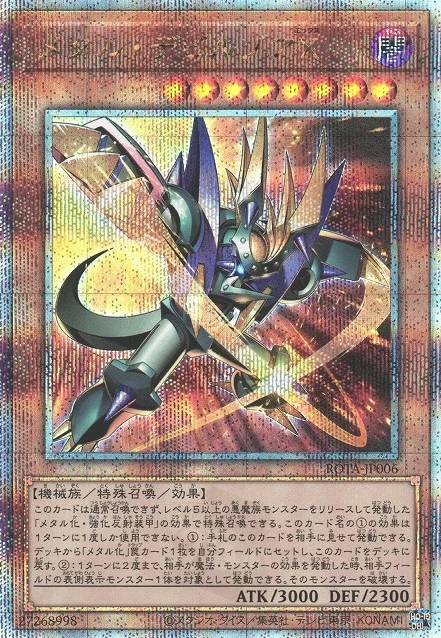 闇
ROTA-JP006
【機械族／特殊召喚／効果】
このカードは通常召喚できず、レベル5以上の悪魔族モンスターをリリースして発動した
「メタル化・強化反射装甲」の効果で特殊召喚できる。このカード名の①の効果は
1ターンに1度しか使用できない。①：手札のこのカードを相手に見せて発動できる。
デッキから「メタル化」罠カード1枚を自分フィールドにセットし、このカードをデッキに
戻す。②：1ターンに2度まで、相手が魔法・モンスターの効果を発動した時、相手フィー
ルドの表側表示モンスター1体を対象として発動できる。そのモンスターを破壊する。
ATK/3000 DEF/2300
27268998 ©スタジオ・ダイス／集英社・テレビ東京・KONAMI